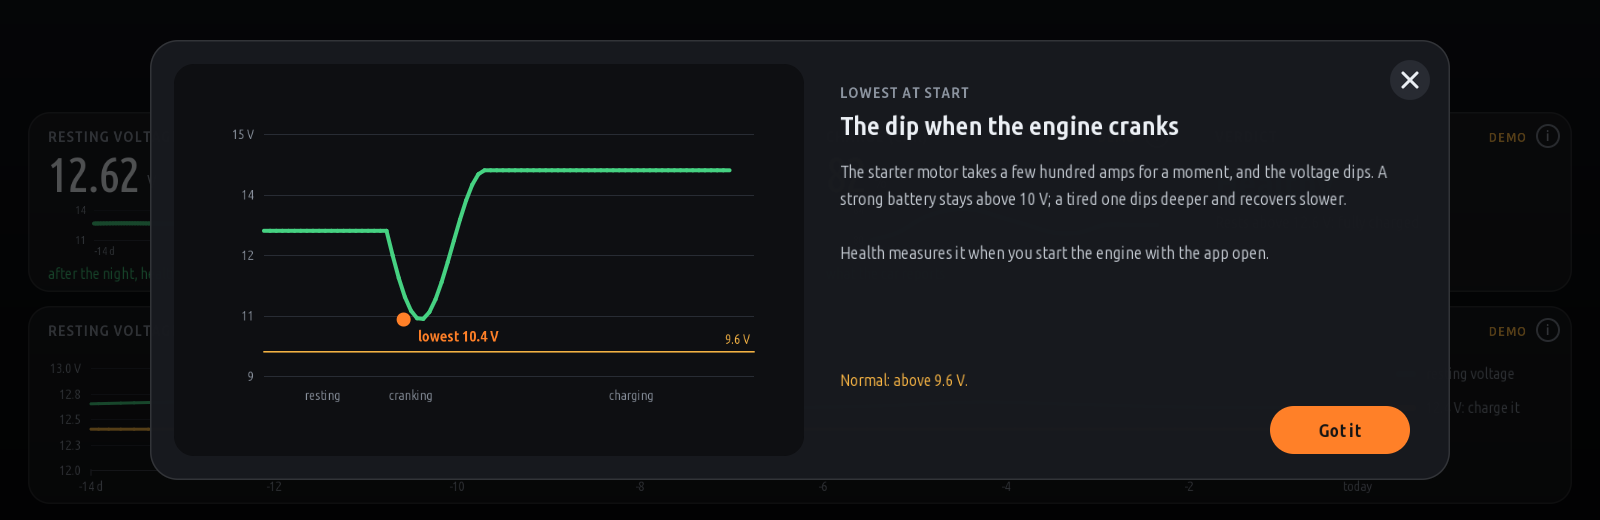 RESTING VOLT
12.62
14
11
-14 d
after the night, he
RESTING VOLT
13.0 V
12.8
12.5
12.3
12.0
-14 d
-12
-10
-8
-6
-4
-2
today
15 V
14
12
11
9
lowest 10.4 V
9.6 V
resting
cranking
charging
LOWEST AT START
The dip when the engine cranks
The starter motor takes a few hundred amps for a moment, and the voltage dips. A
strong battery stays above 10 V; a tired one dips deeper and recovers slower.
Health measures it when you start the engine with the app open.
Normal: above 9.6 V.
Got it
DEMO
i
DEMO
i
ing voltage
V: charge it